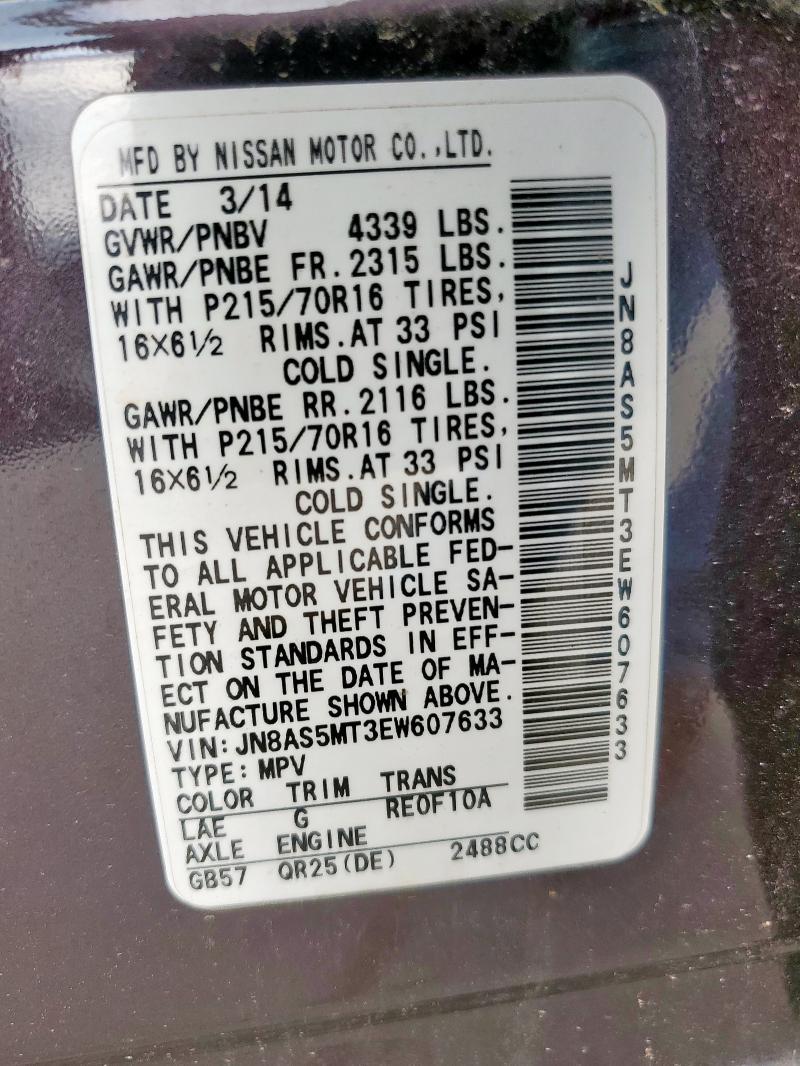 MFD BY NISSAN MOTOR CO.,LTD.
DATE 3/14
GVWR/PNBV 4339 LBS.
GAWR/PNBE FR.2315 LBS.
WITH P215/70R16 TIRES,
16X6½ RIMS.AT 33 PSI
COLD SINGLE.
GAWR/PNBE RR.2116 LBS.
WITH P215/70R16 TIRES,
16X6½ RIMS.AT 33 PSI
COLD SINGLE.
THIS VEHICLE CONFORMS
TO ALL APPLICABLE FED-
ERAL MOTOR VEHICLE SA-
FETY AND THEFT PREVEN-
TION STANDARDS IN EFF-
ECT ON THE DATE OF MA-
NUFACTURE SHOWN ABOVE.
VIN:JN8AS5MT3EW607633
TYPE:MPV
COLOR TRIM TRANS
LAE G RE0F10A
AXLE ENGINE
GB57 QR25(DE) 2488CC
JN8AS5MT3EW607633